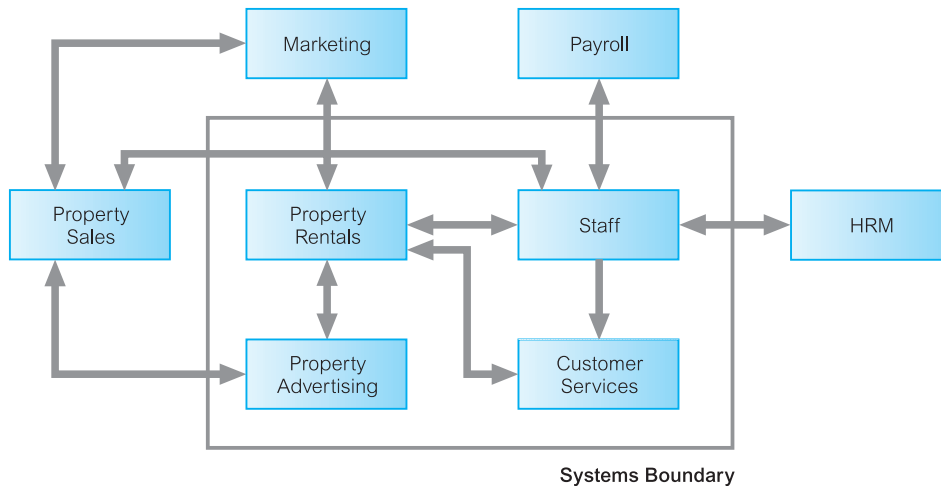 Marketing
Payroll
Property
Sales
Property
Rentals
Staff
HRM
Property
Advertising
Customer
Services
Systems Boundary